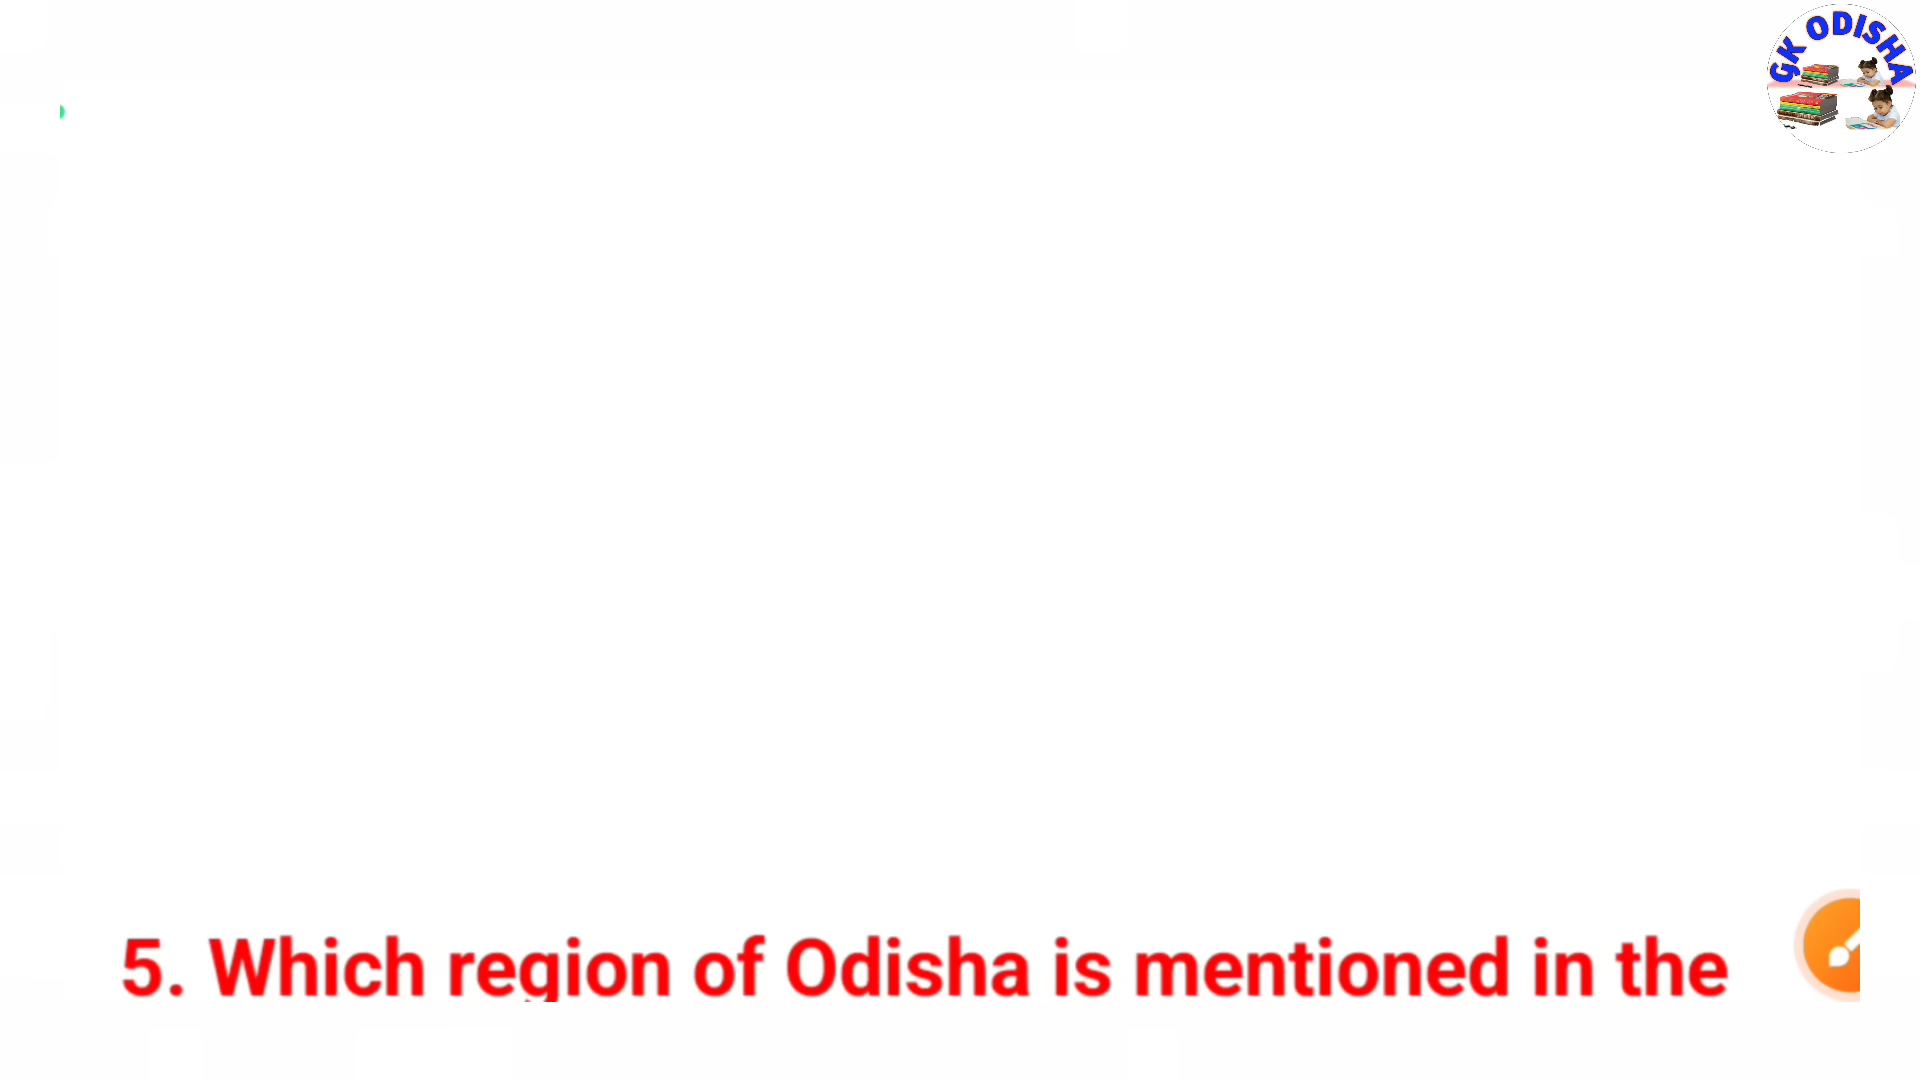 GK ODISHA
5. Which region of Odisha is mentioned in the